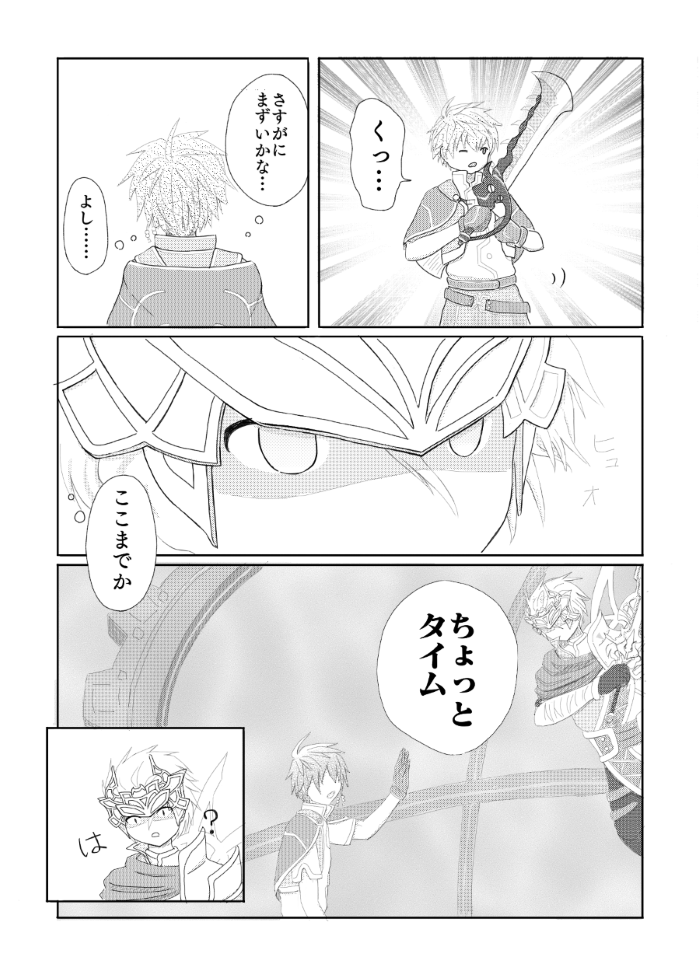 くっ…
さすがに
まずいかな…
よし……
ヒュオ
ここまでか
ちょっと
タイム
は
?